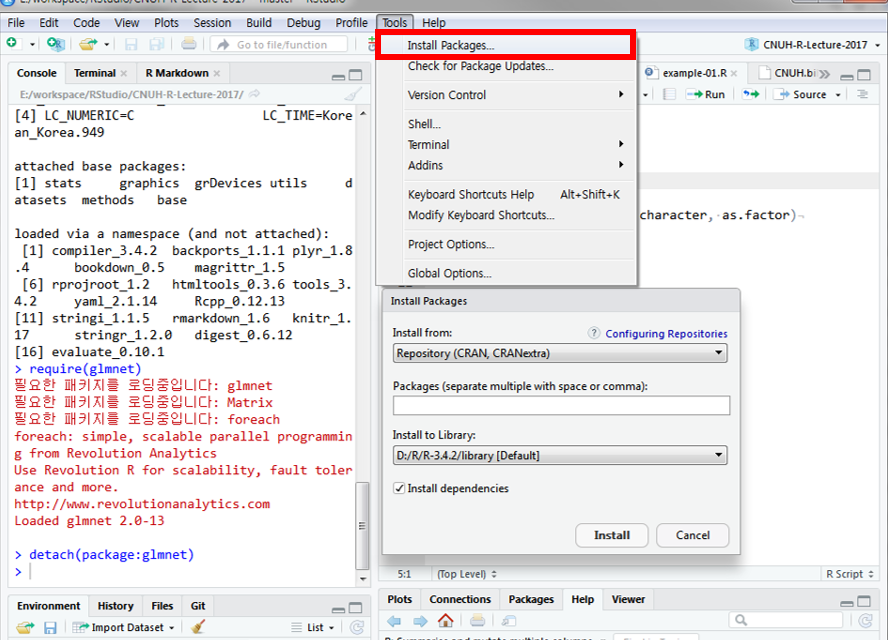 E:/workspace/RStudio/CNUH-R-Lecture-2017 - master - RStudio
File Edit Code View Plots Session Build Debug Profile Tools Help
Go to file/function
CNUH-R-Lecture-2017
Console Terminal R Markdown
E:/workspace/RStudio/CNUH-R-Lecture-2017/
[4] LC_NUMERIC=C LC_TIME=Kore
an_Korea.949
attached base packages:
[1] stats graphics grDevices utils d
atasets methods base
loaded via a namespace (and not attached):
[1] compiler_3.4.2 backports_1.1.1 plyr_1.8
.4 bookdown_0.5 magrittr_1.5
[6] rprojroot_1.2 htmltools_0.3.6 tools_3.
4.2 yaml_2.1.14 Rcpp_0.12.13
[11] stringi_1.1.5 rmarkdown_1.6 knitr_1.
17 stringr_1.2.0 digest_0.6.12
[16] evaluate_0.10.1
> require(glmnet)
필요한 패키지를 로딩중입니다: glmnet
필요한 패키지를 로딩중입니다: Matrix
필요한 패키지를 로딩중입니다: foreach
foreach: simple, scalable parallel programmin
g from Revolution Analytics
Use Revolution R for scalability, fault toler
ance and more.
http://www.revolutionanalytics.com
Loaded glmnet 2.0-13
> detach(package:glmnet)
>
Install Packages...
Check for Package Updates...
Version Control
Shell...
Terminal
Addins
Keyboard Shortcuts Help Alt+Shift+K
Modify Keyboard Shortcuts...
Project Options...
Global Options...
example-01.R CNUH.bi
Run Source
character, as.factor)
Install Packages
Install from: Configuring Repositories
Repository (CRAN, CRANextra)
Packages (separate multiple with space or comma):
Install to Library:
D:/R/R-3.4.2/library [Default]
Install dependencies
Install Cancel
5:1 (Top Level) R Script
Environment History Files Git
Import Dataset List
Plots Connections Packages Help Viewer